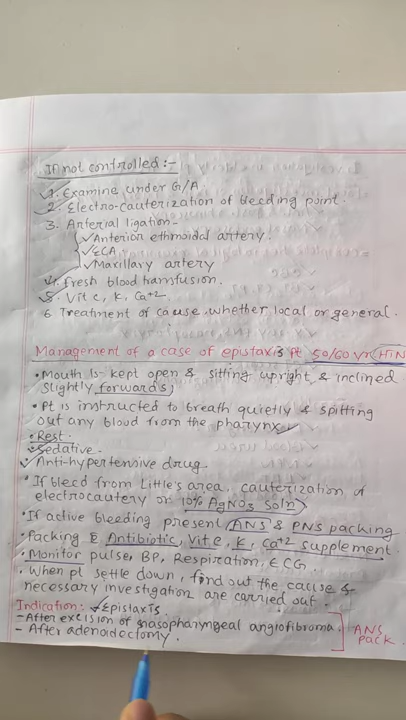 If not controlled :-
1. Examine under G/A.
2. Electro-cauterization of bleeding point.
3. Arterial ligation-
Anterior ethmoidal artery.
ECA
Maxillary artery
4. Fresh blood transfusion.
5. Vit c, K, Ca+2.
6 Treatment of cause, whether local or general.
Management of a case of epistaxis pt 50/60 yr HTN
• Mouth is kept open & sitting upright & inclined
slightly forwards,
• Pt is instructed to breath quietly & spitting
out any blood from the pharynx
• Rest.
Sedative-
Anti-hypertensive drug.
• If bleed from Little's area, cauterization of
electrocautery or 10% AgNO3 soln
• If active bleeding present ANS & PNS packing
• Packing & Antibiotic, Vit c, K, Ca+2 supplement.
• Monitor pulse, BP, Respiration, ECG.
• When pt settle down, find out the cause &
necessary investigation are carried out.
Indication: Epistaxis.
- After excision of nasopharyngeal angiofibroma.
- After adenadectomy.
ANS
pack.